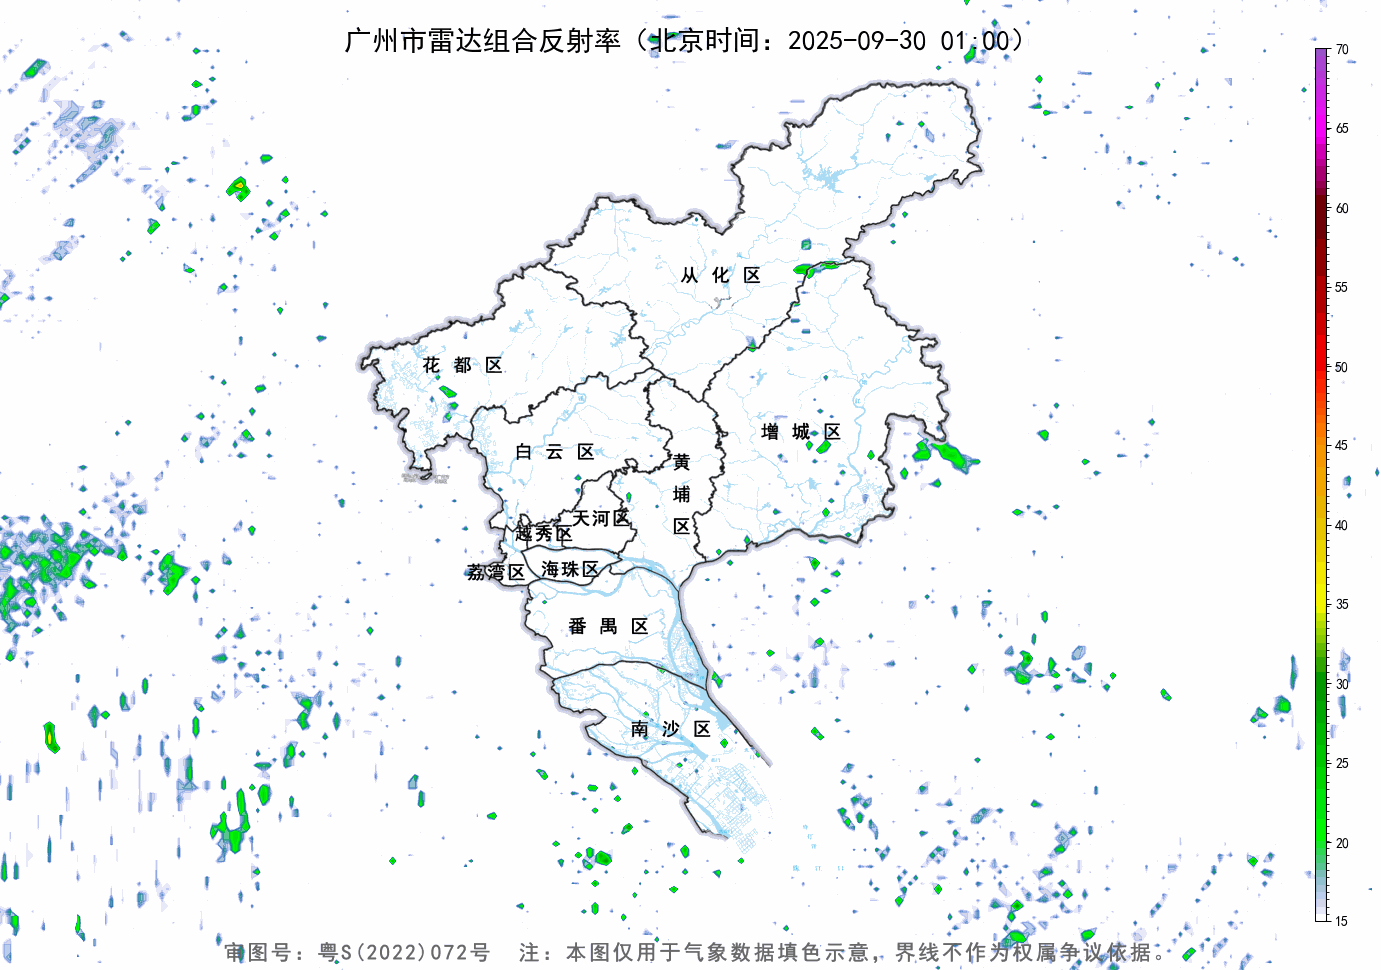 广州市雷达组合反射率（北京时间：2025-09-30 01:00）
70
65
60
55
50
45
40
35
30
25
20
15
从化区
花都区
增城区
白云区
黄埔区
天河区
越秀区
荔湾区
海珠区
番禺区
南沙区
审图号：粤S(2022)072号 注：本图仅用于气象数据填色示意，界线不作为权属争议依据。